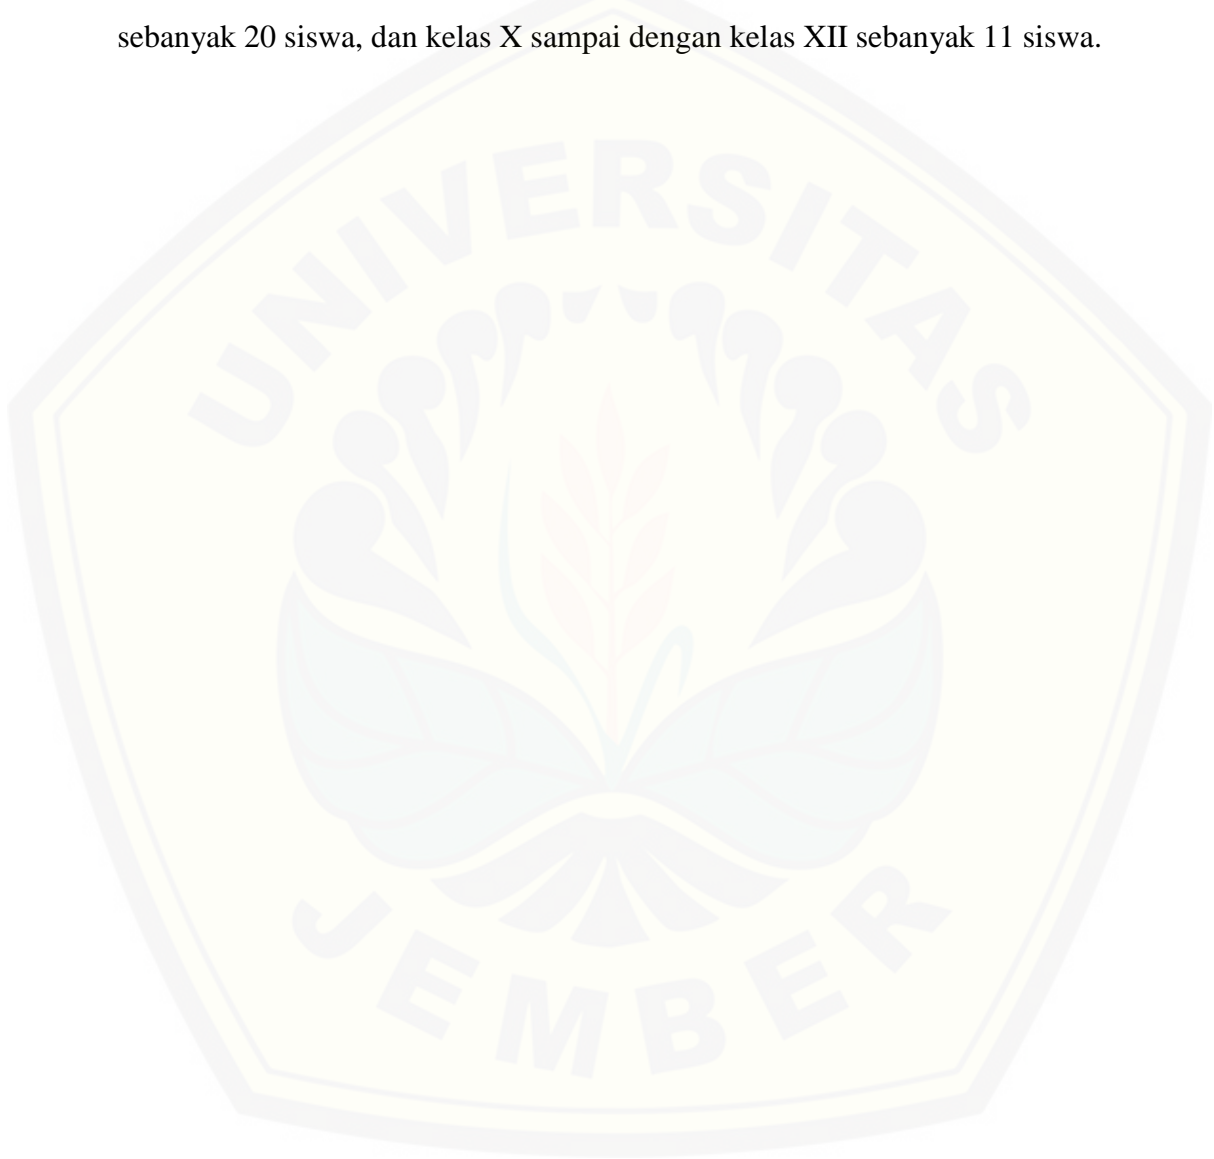 sebanyak 20 siswa, dan kelas X sampai dengan kelas XII sebanyak 11 siswa.
UNIVERSITAS
JEMBER